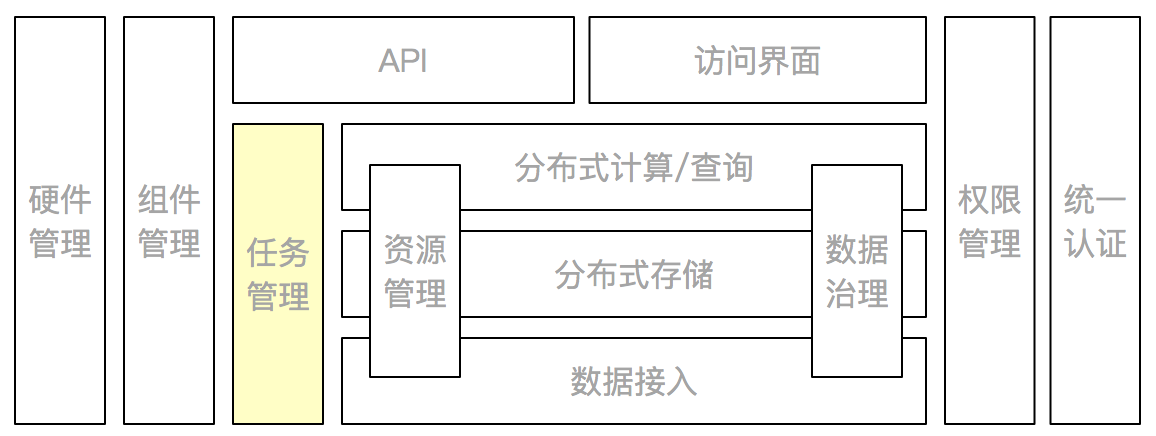 硬件
管理
组件
管理
API
访问界面
任务
管理
分布式计算/查询
资源
管理
分布式存储
数据
治理
数据接入
权限
管理
统一
认证